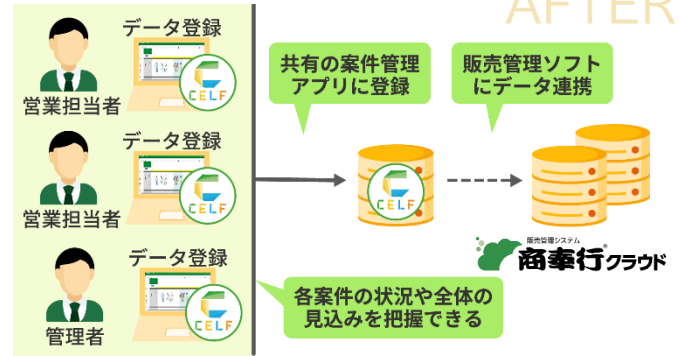 AFTER
データ登録
CELF
営業担当者
データ登録
CELF
営業担当者
データ登録
CELF
管理者
共有の案件管理
アプリに登録
販売管理ソフト
にデータ連携
CELF
販売管理システム
商奉行クラウド
各案件の状況や全体の
見込みを把握できる